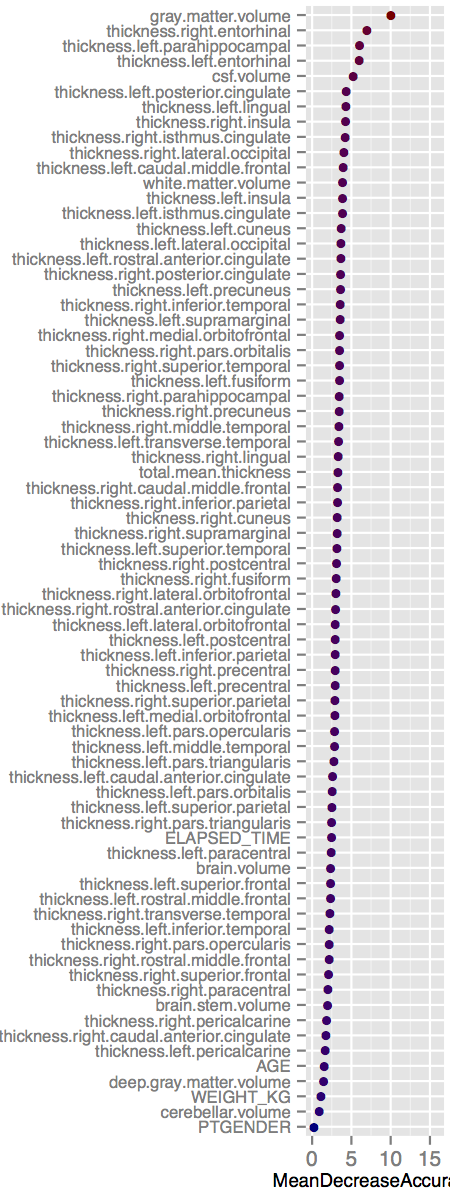 gray.matter.volume
thickness.right.entorhinal
thickness.left.parahippocampal
thickness.left.entorhinal
csf.volume
thickness.left.posterior.cingulate
thickness.left.lingual
thickness.right.insula
thickness.right.isthmus.cingulate
thickness.right.lateral.occipital
thickness.left.caudal.middle.frontal
white.matter.volume
thickness.left.insula
thickness.left.isthmus.cingulate
thickness.left.cuneus
thickness.left.lateral.occipital
thickness.left.rostral.anterior.cingulate
thickness.right.posterior.cingulate
thickness.left.precuneus
thickness.right.inferior.temporal
thickness.left.supramarginal
thickness.right.medial.orbitofrontal
thickness.right.pars.orbitalis
thickness.right.superior.temporal
thickness.left.fusiform
thickness.right.parahippocampal
thickness.right.precuneus
thickness.right.middle.temporal
thickness.left.transverse.temporal
thickness.right.lingual
total.mean.thickness
thickness.right.caudal.middle.frontal
thickness.right.inferior.parietal
thickness.right.cuneus
thickness.right.supramarginal
thickness.left.superior.temporal
thickness.right.postcentral
thickness.right.fusiform
thickness.right.lateral.orbitofrontal
thickness.right.rostral.anterior.cingulate
thickness.left.lateral.orbitofrontal
thickness.left.postcentral
thickness.left.inferior.parietal
thickness.right.precentral
thickness.left.precentral
thickness.right.superior.parietal
thickness.left.medial.orbitofrontal
thickness.left.pars.opercularis
thickness.left.middle.temporal
thickness.left.pars.triangularis
thickness.left.caudal.anterior.cingulate
thickness.left.pars.orbitalis
thickness.left.superior.parietal
thickness.right.pars.triangularis
ELAPSED_TIME
thickness.left.paracentral
brain.volume
thickness.left.superior.frontal
thickness.left.rostral.middle.frontal
thickness.right.transverse.temporal
thickness.left.inferior.temporal
thickness.right.pars.opercularis
thickness.right.rostral.middle.frontal
thickness.right.superior.frontal
thickness.right.paracentral
brain.stem.volume
thickness.right.pericalcarine
thickness.right.caudal.anterior.cingulate
thickness.left.pericalcarine
AGE
deep.gray.matter.volume
WEIGHT_KG
cerebellar.volume
PTGENDER
0 5 10 15
MeanDecreaseAccura